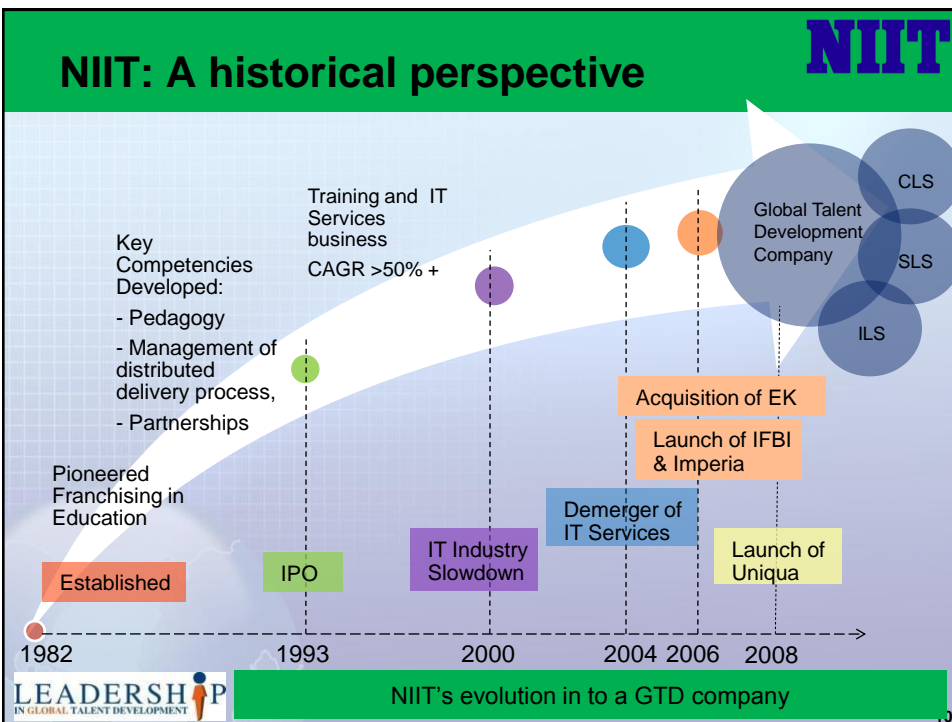 NIIT: A historical perspective
NIIT
Training and IT
Services
business
CAGR >50% +
Key
Competencies
Developed:
- Pedagogy
- Management of
distributed
delivery process,
- Partnerships
Pioneered
Franchising in
Education
Global Talent
Development
Company
CLS
SLS
ILS
Acquisition of EK
Launch of IFBI
& Imperia
Demerger of
IT Services
Launch of
Uniqua
IT Industry
Slowdown
IPO
Established
1982
1993
2000
2004
2006
2008
LEADERSHIP
IN GLOBAL TALENT DEVELOPMENT
NIIT's evolution in to a GTD company